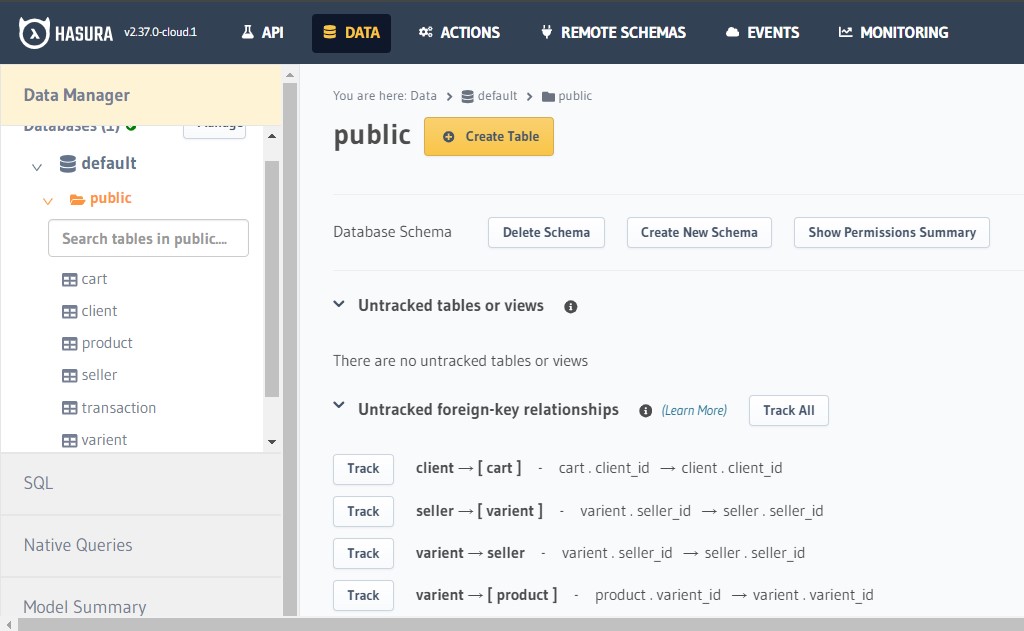 HASURA v2.37.0-cloud.1 API DATA ACTIONS REMOTE SCHEMAS EVENTS MONITORING
Data Manager
Databases (1) Manage
default
public
Search tables in public....
cart
client
product
seller
transaction
varient
SQL
Native Queries
Model Summary
You are here: Data > default > public
public Create Table
Database Schema Delete Schema Create New Schema Show Permissions Summary
Untracked tables or views
There are no untracked tables or views
Untracked foreign-key relationships (Learn More) Track All
Track client → [ cart ] - cart . client_id → client . client_id
Track seller → [ varient ] - varient . seller_id → seller . seller_id
Track varient → seller - varient . seller_id → seller . seller_id
Track varient → [ product ] - product . varient_id → varient . varient_id